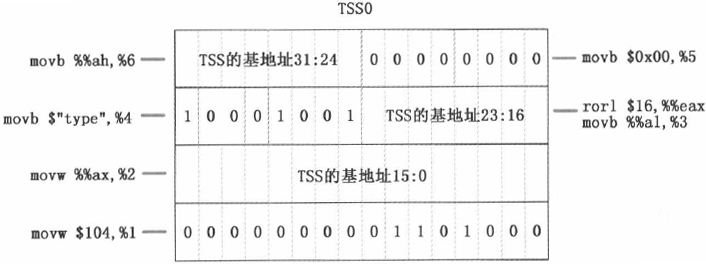 TSS0
movb %%ah,%6 TSS的基地址31:24 0 0 0 0 0 0 0 0 movb $0x00,%5
movb $"type",%4 1 0 0 0 1 0 0 1 TSS的基地址23:16 rorl $16,%%eax
movb %%al,%3
movw %%ax,%2 TSS的基地址15:0
movw $104,%1 0 0 0 0 0 0 0 0 0 1 1 0 1 0 0 0